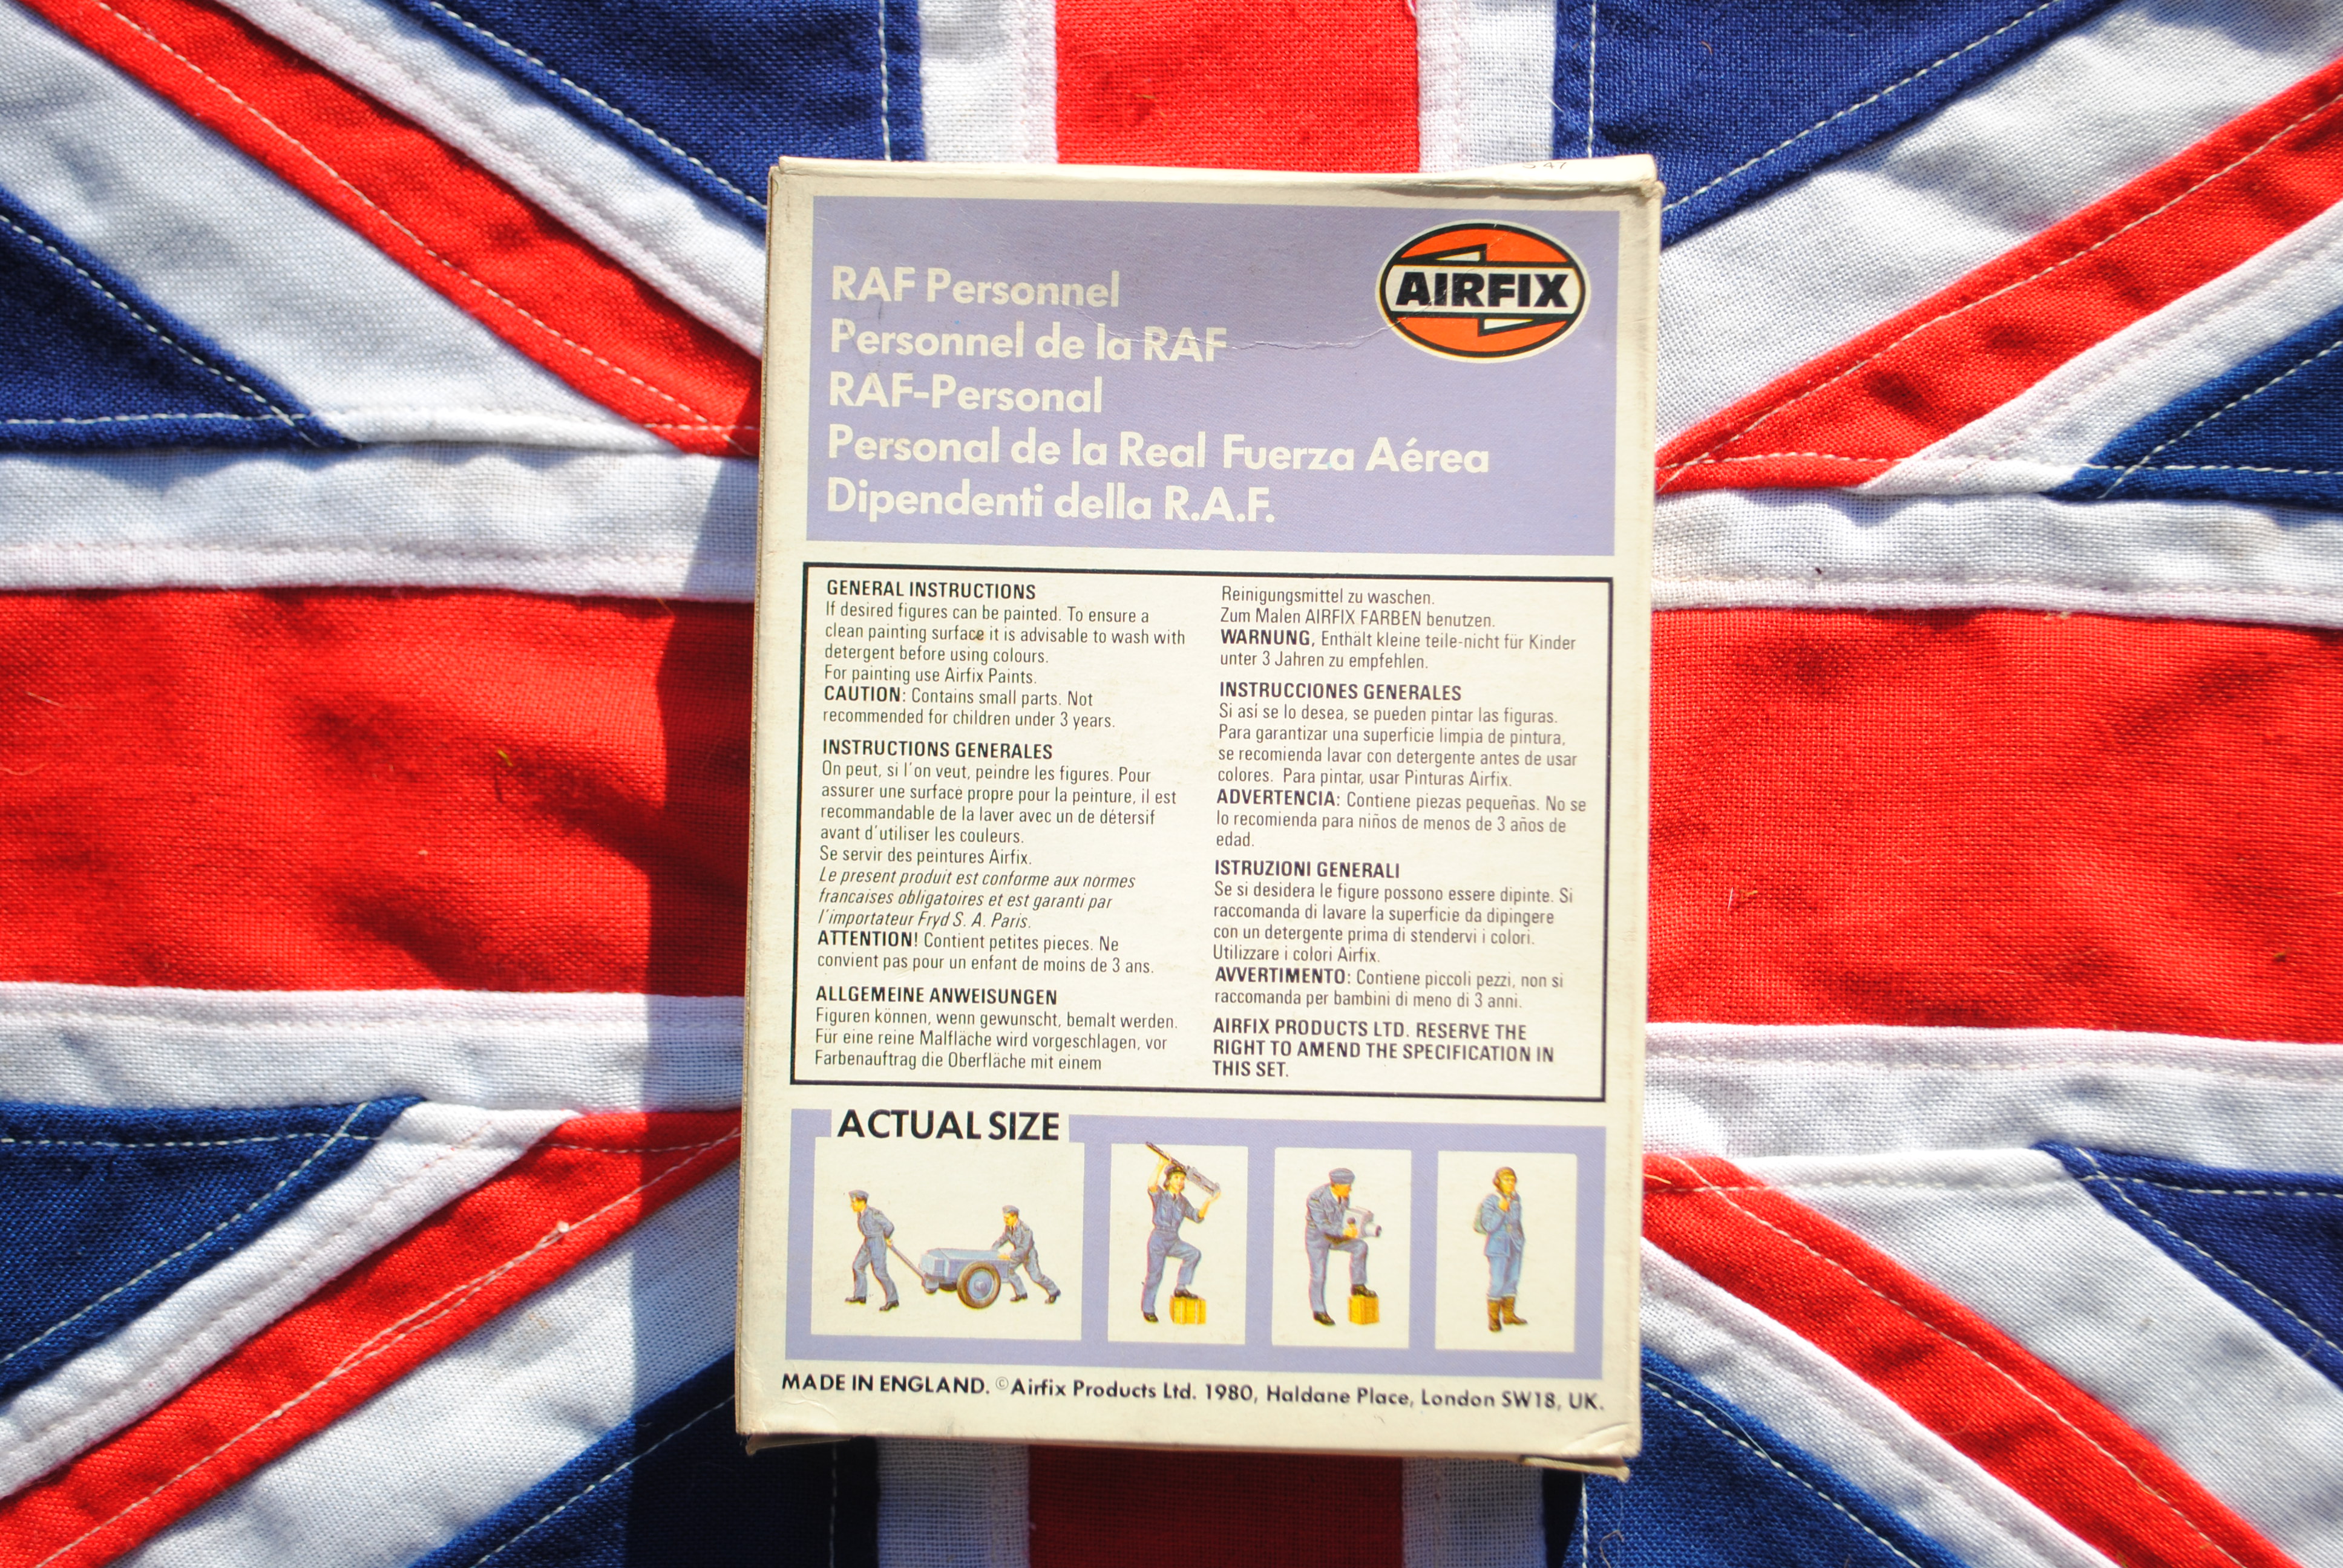 AIRFIX
RAF Personnel
Personnel de la RAF
RAF-Personal
Personal de la Real Fuerza Aérea
Dipendenti della R.A.F.
GENERAL INSTRUCTIONS
If desired figures can be painted. To ensure a
clean painting surface it is advisable to wash with
detergent before using colours.
For painting use Airfix Paints.
CAUTION: Contains small parts. Not
recommended for children under 3 years.
INSTRUCTIONS GENERALES
On peut, si l'on veut, peindre les figures. Pour
assurer une surface propre pour la peinture, il est
recommandable de la laver avec un de détersif
avant d'utiliser les couleurs.
Se servir des peintures Airfix.
Le present produit est conforme aux normes
francaises obligatoires et est garanti par
l'importateur Fryd S. A. Paris.
ATTENTION! Contient petites pieces. Ne
convient pas pour un enfant de moins de 3 ans.
ALLGEMEINE ANWEISUNGEN
Figuren können, wenn gewunscht, bemalt werden.
Für eine reine Malfläche wird vorgeschlagen, vor
Farbenauftrag die Oberfläche mit einem
Reinigungsmittel zu waschen.
Zum Malen AIRFIX FARBEN benutzen.
WARNUNG, Enthält kleine teile-nicht für Kinder
unter 3 Jahren zu empfehlen.
INSTRUCCIONES GENERALES
Si asi se lo desea, se pueden pintar las figuras.
Para garantizar una superficie limpia de pintura,
se recomienda lavar con detergente antes de usar
colores. Para pintar, usar Pinturas Airfix.
ADVERTENCIA: Contiene piezas pequeñas. No se
lo recomienda para niños de menos de 3 años de
edad.
ISTRUZIONI GENERALI
Se si desidera le figure possono essere dipinte. Si
raccomanda di lavare la superficie da dipingere
con un detergente prima di stendervi i colori.
Utilizzare i colori Airfix.
AVVERTIMENTO: Contiene piccoli pezzi, non si
raccomanda per bambini di meno di 3 anni.
AIRFIX PRODUCTS LTD. RESERVE THE
RIGHT TO AMEND THE SPECIFICATION IN
THIS SET.
ACTUAL SIZE
MADE IN ENGLAND. ©Airfix Products Ltd. 1980, Haldane Place, London SW18, UK.